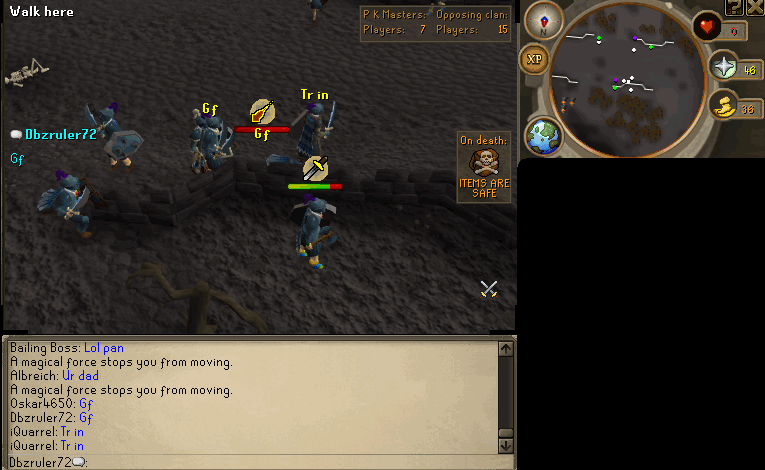 Walk here
P K Masters: Opposing clan:
Players: 7 Players: 15
N
0
XP
46
36
Tr in
Gf
Gf
Dbzruler72
Gf
On death:
ITEMS ARE
SAFE
Bailing Boss: Lol pan
A magical force stops you from moving.
Albreich: Ur dad
A magical force stops you from moving.
Oskar4650: Gf
Dbzruler72: Gf
iQuarrel: Tr in
iQuarrel: Tr in
Dbzruler72: